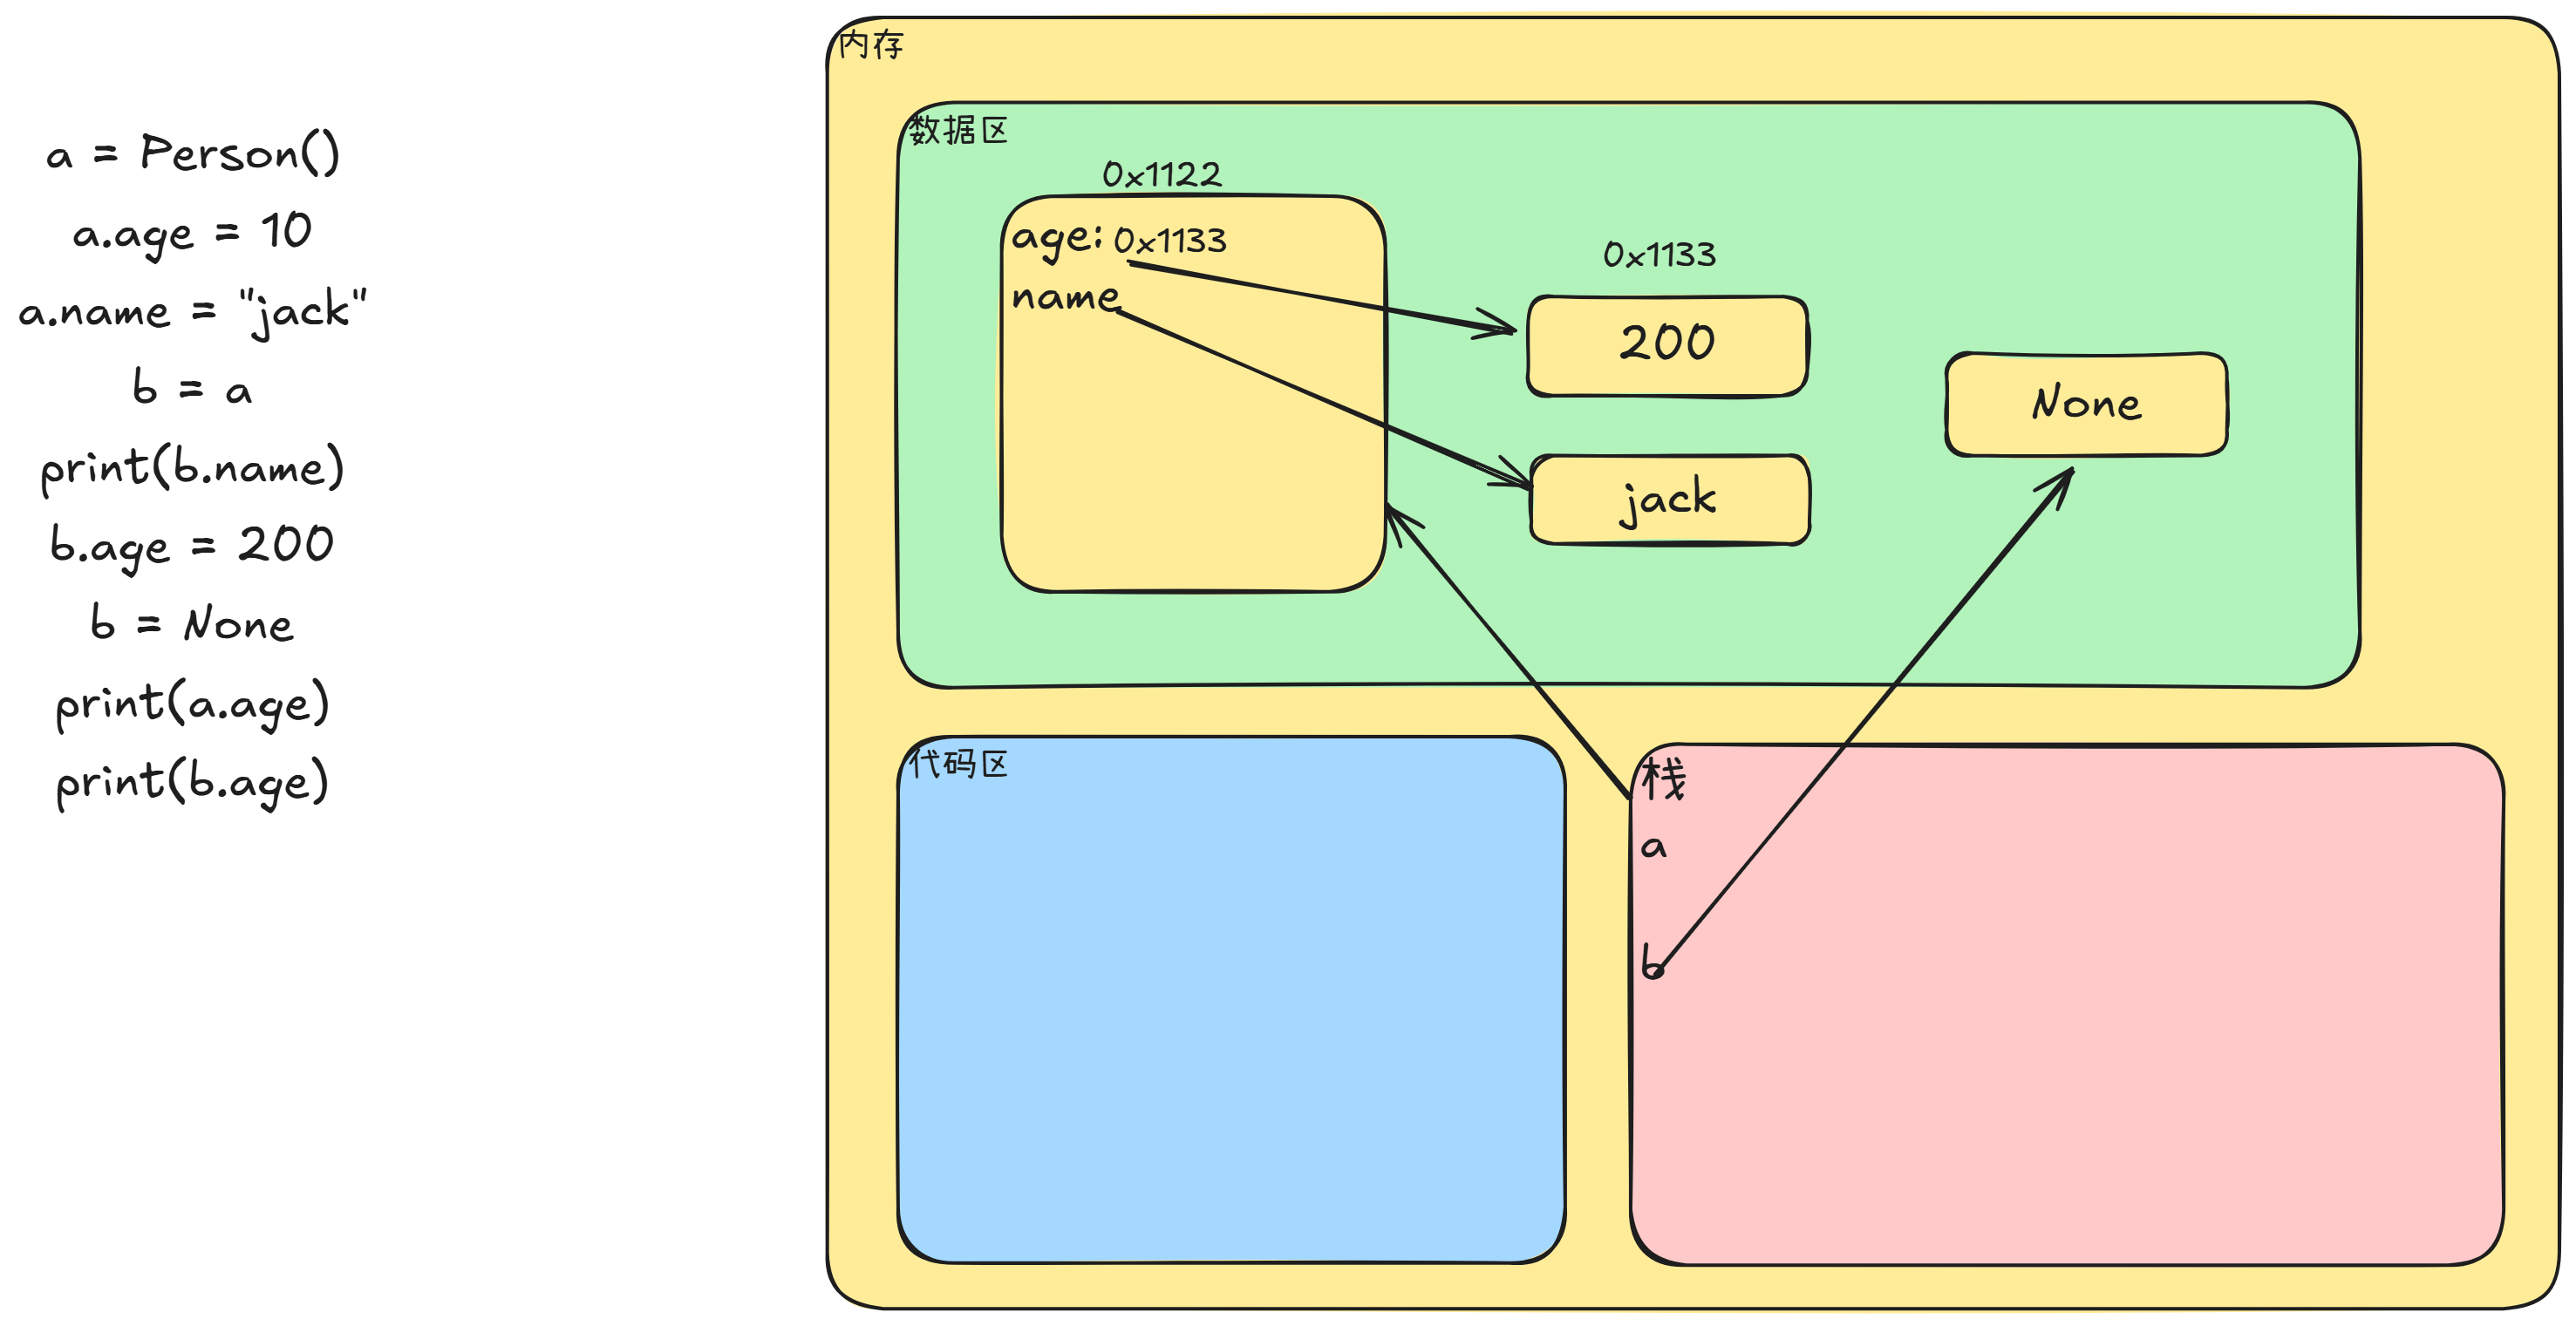 a = Person()
a.age = 10
a.name = "jack"
b = a
print(b.name)
b.age = 200
b = None
print(a.age)
print(b.age)
内存
数据区
0x1122
age: 0x1133
name
0x1133
200
jack
None
代码区
栈
a
b